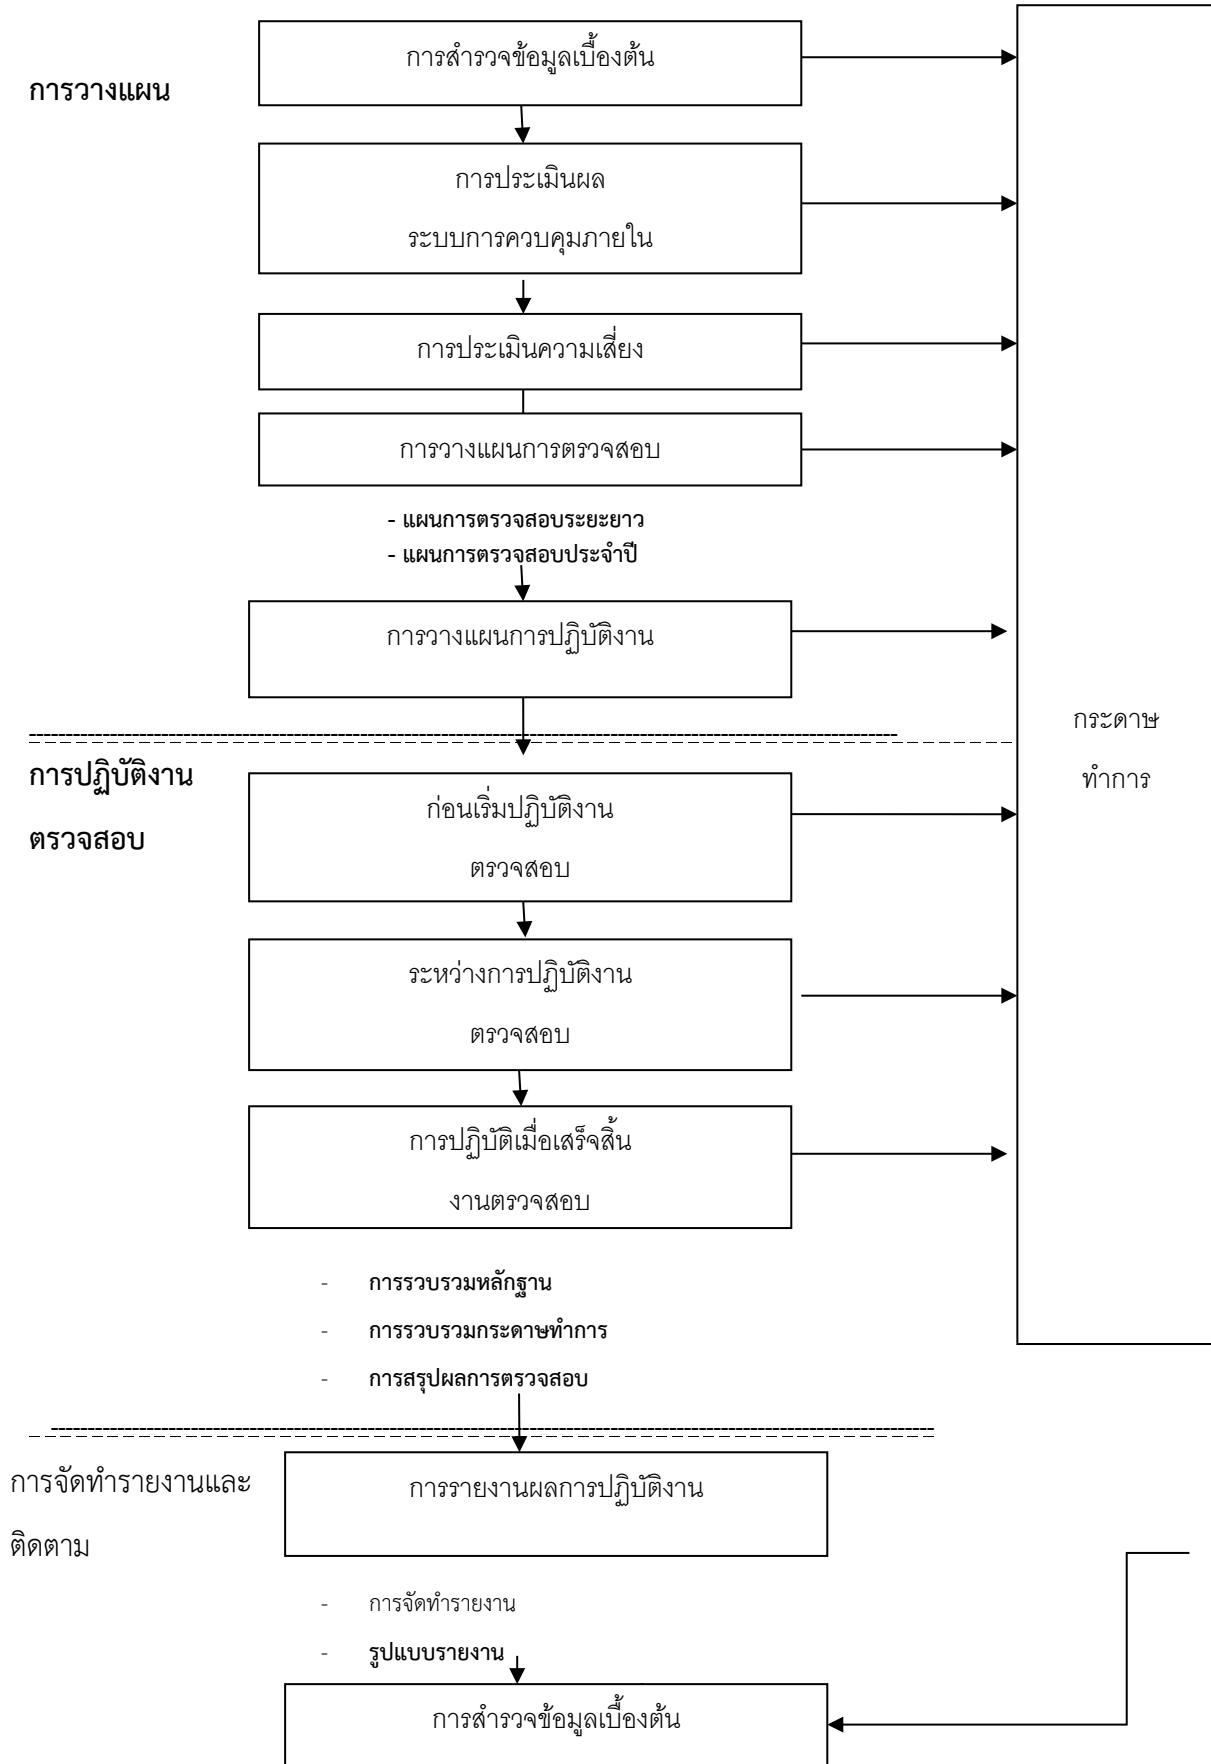 การสำรวจข้อมูลเบื้องต้น
การวางแผน
การประเมินผล
ระบบการควบคุมภายใน
การประเมินความเสี่ยง
การวางแผนการตรวจสอบ
- แผนการตรวจสอบระยะยาว
- แผนการตรวจสอบประจำปี
การวางแผนการปฏิบัติงาน
กระดาษ
ทำการ
การปฏิบัติงาน
ตรวจสอบ
ก่อนเริ่มปฏิบัติงาน
ตรวจสอบ
ระหว่างการปฏิบัติงาน
ตรวจสอบ
การปฏิบัติเมื่อเสร็จสิ้น
งานตรวจสอบ
- การรวบรวมหลักฐาน
- การรวบรวมกระดาษทำการ
- การสรุปผลการตรวจสอบ
การจัดทำรายงานและ
ติดตาม
การรายงานผลการปฏิบัติงาน
- การจัดทำรายงาน
- รูปแบบรายงาน
การสำรวจข้อมูลเบื้องต้น